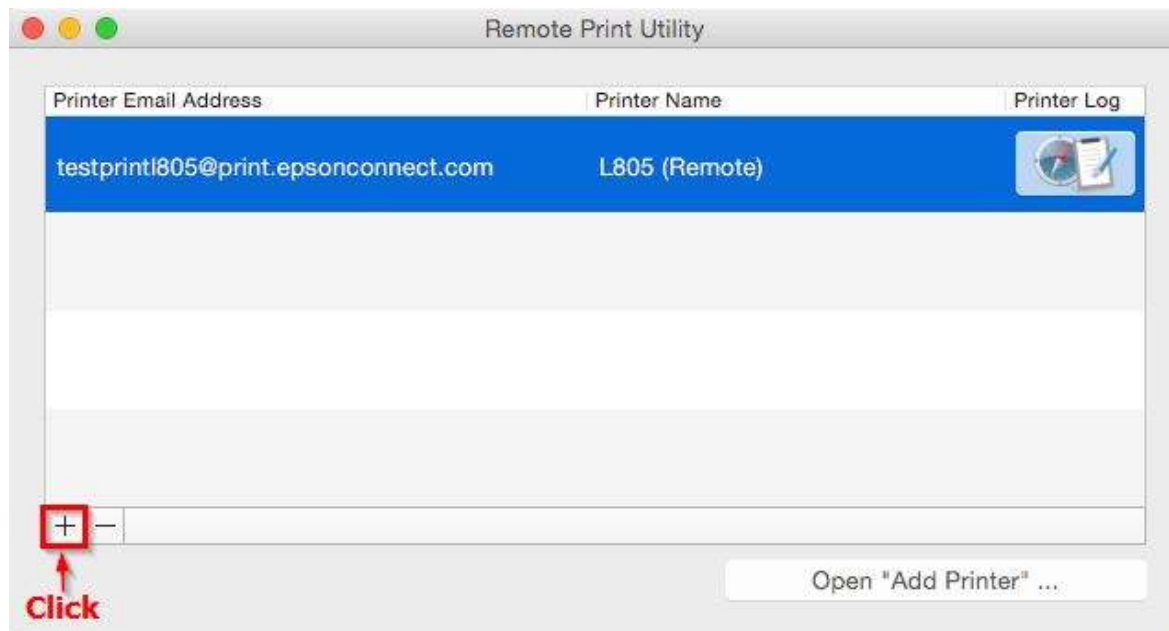 Remote Print Utility
Printer Email Address Printer Name Printer Log
testprintl805@print.epsonconnect.com L805 (Remote)
+ −
Click
Open "Add Printer" ...